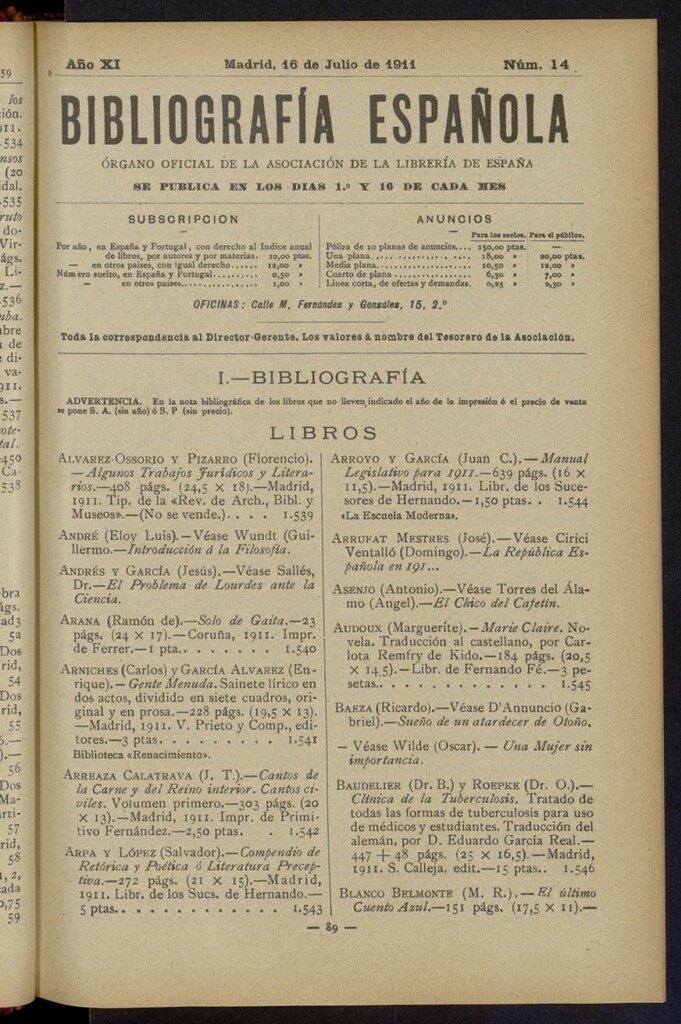 Año XI
Madrid, 16 de Julio de 1911
Núm. 14
BIBLIOGRAFÍA ESPAÑOLA
ÓRGANO OFICIAL DE LA ASOCIACIÓN DE LA LIBRERÍA DE ESPAÑA
SE PUBLICA EN LOS DIAS 1.º Y 16 DE CADA MES
SUBSCRIPCION
Por año, en España y Portugal, con derecho al Indice anual
de libros, por autores y por materias. 10,00 ptas.
— en otros países, con igual derecho...... 12,00 »
Número suelto, en España y Portugal......... 0,50 »
— en otros países............... 1,00 »
ANUNCIOS
Para los socios. Para el público.
Póliza de 10 planas de anuncios.... 150,00 ptas. —
Una plana.................... 18,00 » 20,00 ptas.
Media plana................... 10,50 » 12,00 »
Cuarto de plana................ 6,30 » 7,00 »
Línea corta, de ofertas y demandas. 0,25 » 0,30 »
OFICINAS: Calle M. Fernández y González, 15, 2.º
Toda la correspondencia al Director-Gerente. Los valores á nombre del Tesorero de la Asociación.
I.—BIBLIOGRAFÍA
ADVERTENCIA. En la nota bibliográfica de los libros que no lleven indicado el año de la impresión ó el precio de venta
se pone S. A. (sin año) ó S. P (sin precio).
LIBROS
ALVAREZ-OSSORIO Y PIZARRO (Florencio).
—Algunos Trabajos Jurídicos y Litera-
rios.—408 págs. (24,5 × 18).—Madrid,
1911. Tip. de la «Rev. de Arch., Bibl. y
Museos».—(No se vende.). . . . 1.539
ANDRÉ (Eloy Luis).—Véase Wundt (Gui-
llermo.—Introducción á la Filosofía.
ANDRÉS Y GARCÍA (Jesús).—Véase Sallés,
Dr.—El Problema de Lourdes ante la
Ciencia.
ARANA (Ramón de).—Solo de Gaita.—23
págs. (24 × 17).—Coruña, 1911. Impr.
de Ferrer.—1 pta.. . . . . . . . 1.540
ARNICHES (Carlos) y GARCÍA ALVAREZ (En-
rique).—Gente Menuda. Sainete lírico en
dos actos, dividido en siete cuadros, ori-
ginal y en prosa.—228 págs. (19,5 × 13).
—Madrid, 1911. V. Prieto y Comp., edi-
tores.—3 ptas. . . . . . . . . 1.541
Biblioteca «Renacimiento».
ARREAZA CALATRAVA (J. T.).—Cantos de
la Carne y del Reino interior. Cantos ci-
viles. Volumen primero.—303 págs. (20
× 13).—Madrid, 1911. Impr. de Primi-
tivo Fernández.—2,50 ptas. . 1.542
ARPA Y LÓPEZ (Salvador).—Compendio de
Retórica y Poética ó Literatura Precep-
tiva.—272 págs. (21 × 15).—Madrid,
1911. Libr. de los Sucs. de Hernando.—
5 ptas.. . . . . . . . . . . . 1.543
ARROYO Y GARCÍA (Juan C.).—Manual
Legislativo para 1911.—639 págs. (16 ×
11,5).—Madrid, 1911. Libr. de los Suce-
sores de Hernando.—1,50 ptas. . 1.544
«La Escuela Moderna».
ARRUFAT MESTRES (José).—Véase Cirici
Ventalló (Domingo).—La República Es-
pañola en 191...
ASENJO (Antonio).—Véase Torres del Ála-
mo (Angel).—El Chico del Cafetín.
AUDOUX (Marguerite).—Marie Claire. No-
vela. Traducción al castellano, por Car-
lota Remfry de Kido.—184 págs. (20,5
× 14,5).—Libr. de Fernando Fé.—3 pe-
setas.. . . . . . . . . . . . 1.545
BAEZA (Ricardo).—Véase D'Annuncio (Ga-
briel).—Sueño de un atardecer de Otoño.
— Véase Wilde (Oscar). — Una Mujer sin
importancia.
BAUDELIER (Dr. B.) y ROEPKE (Dr. O.).—
Clínica de la Tuberculosis. Tratado de
todas las formas de tuberculosis para uso
de médicos y estudiantes. Traducción del
alemán, por D. Eduardo García Real.—
447 + 48 págs. (25 × 16,5).—Madrid,
1911. S. Calleja, edit.—15 ptas.. 1.546
BLANCO BELMONTE (M. R.).—El último
Cuento Azul.—151 págs. (17,5 × 11).—
— 89 —